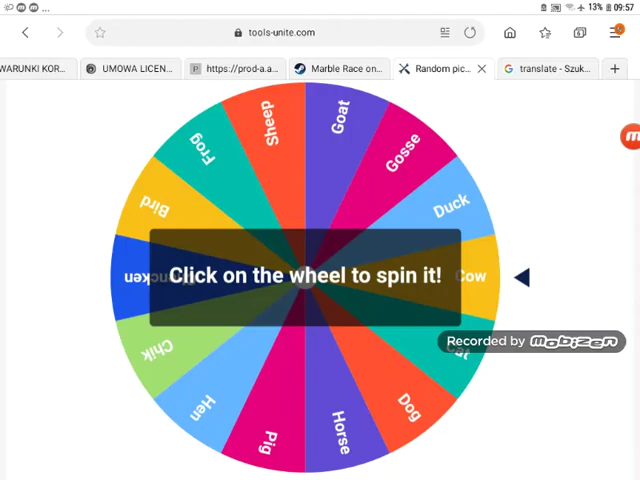 ...
13% 09:57
tools-unite.com
WARUNKI KOR...
UMOWA LICEN...
https://prod-a.a...
Marble Race on...
Random pic...
translate - Szuk...
Goat
Gosse
Duck
Cow
Dog
Horse
Pig
Hen
Chik
Bird
Frog
Sheep
Click on the wheel to spin it!
Recorded by mobizen